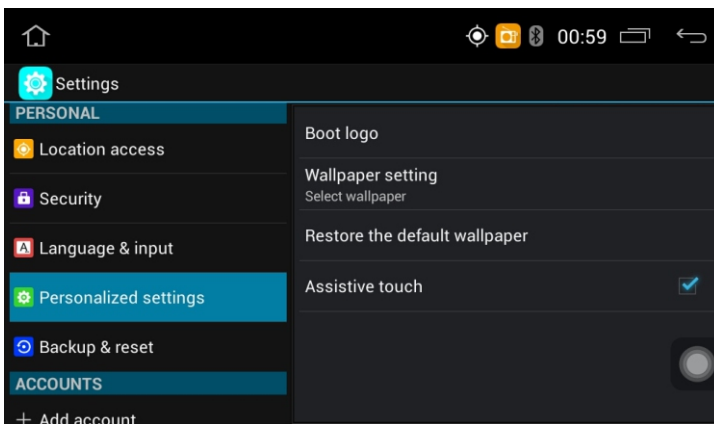 00:59
Settings
PERSONAL
Location access
Security
Language & input
Personalized settings
Backup & reset
ACCOUNTS
+ Add account
Boot logo
Wallpaper setting
Select wallpaper
Restore the default wallpaper
Assistive touch